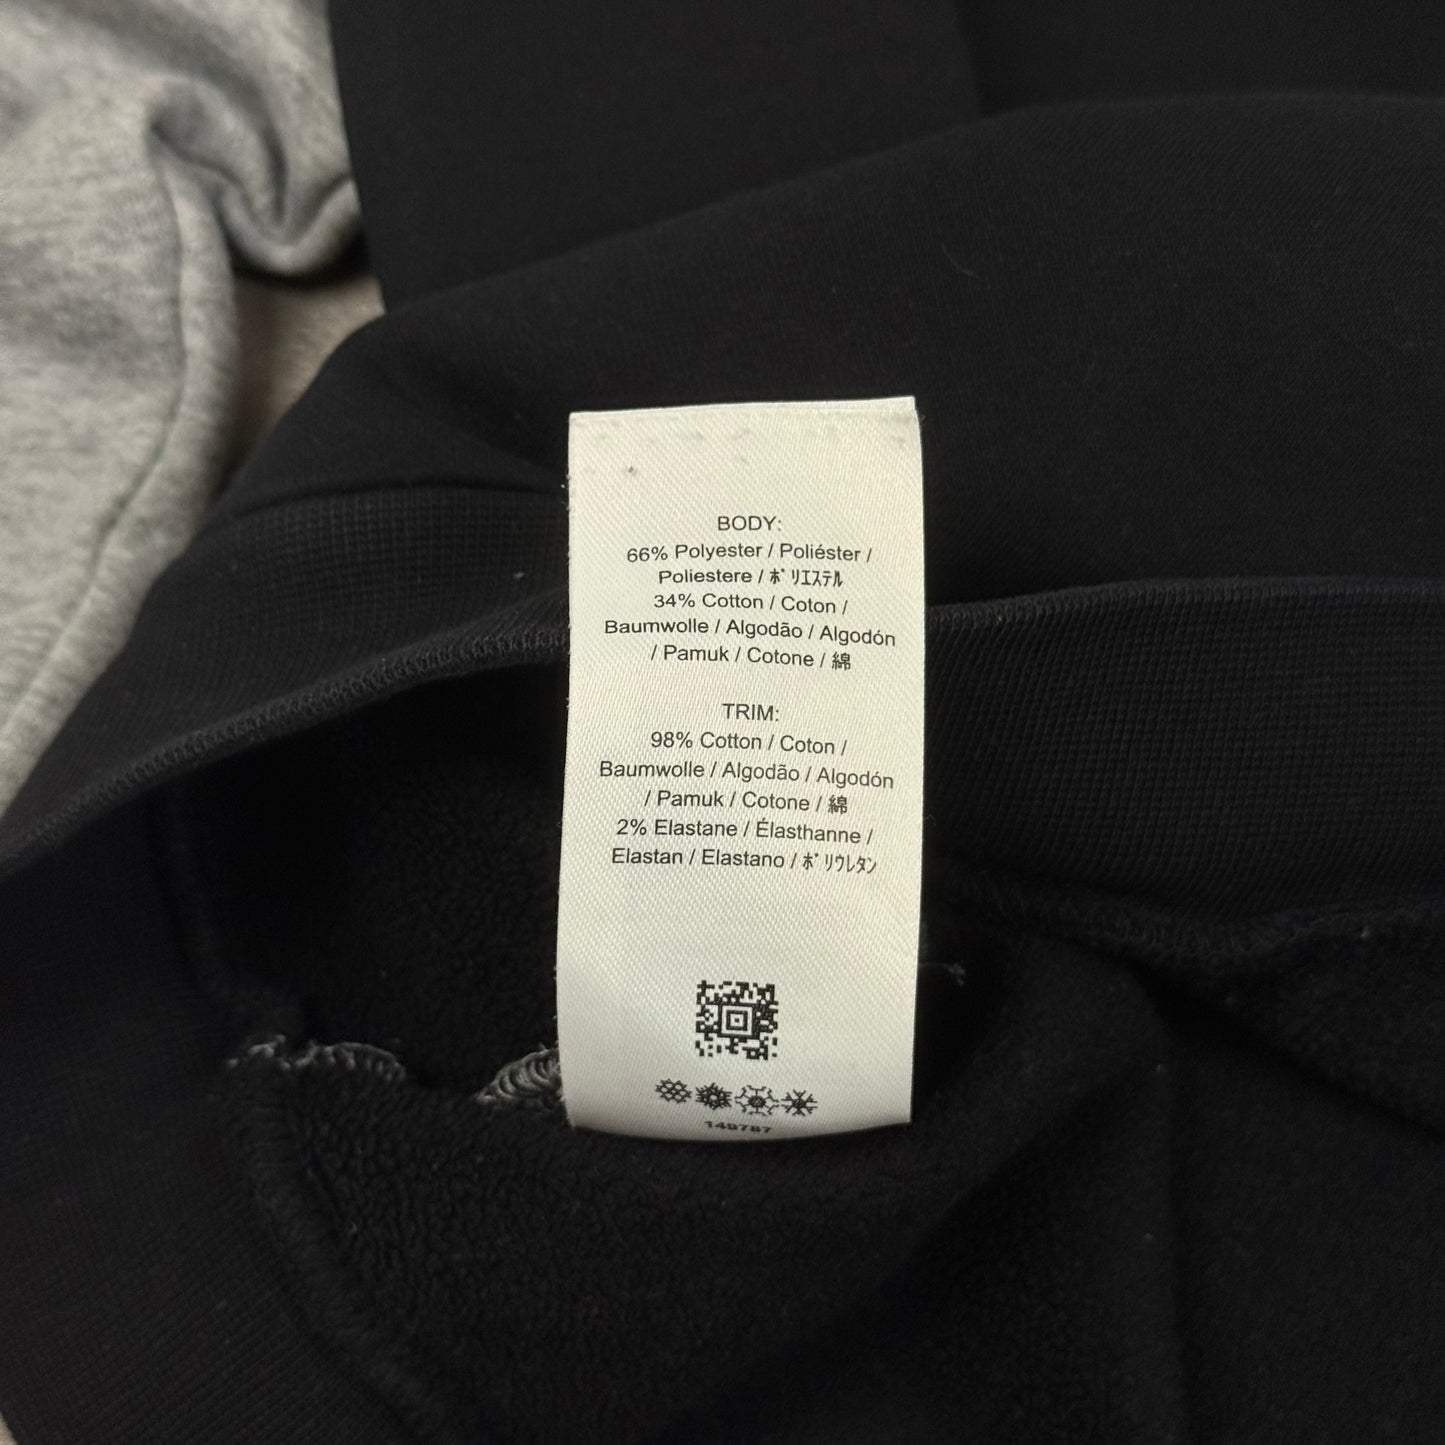 BODY:
66% Polyester / Poliéster /
Poliestere / ﾎﾟﾘｴｽﾃﾙ
34% Cotton / Coton /
Baumwolle / Algodão / Algodón
/ Pamuk / Cotone / 綿
TRIM:
98% Cotton / Coton /
Baumwolle / Algodão / Algodón
/ Pamuk / Cotone / 綿
2% Elastane / Élasthanne /
Elastan / Elastano / ﾎﾟﾘｳﾚﾀﾝ
149787